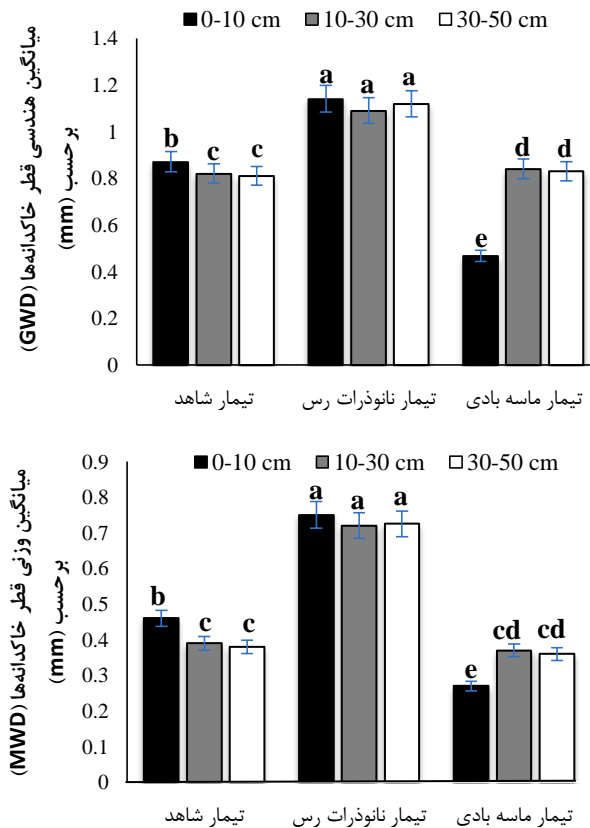 0-10 cm 10-30 cm 30-50 cm
میانگین هندسی قطر خاکدانه‌ها (GWD)
برحسب (mm)
1.4
1.2
1
0.8
0.6
0.4
0.2
0
b c c a a a e d d
تیمار شاهد تیمار نانوذرات رس تیمار ماسه بادی
0-10 cm 10-30 cm 30-50 cm
میانگین وزنی قطر خاکدانه‌ها (MWD)
برحسب (mm)
0.9
0.8
0.7
0.6
0.5
0.4
0.3
0.2
0.1
0
b c c a a a e cd cd
تیمار شاهد تیمار نانوذرات رس تیمار ماسه بادی